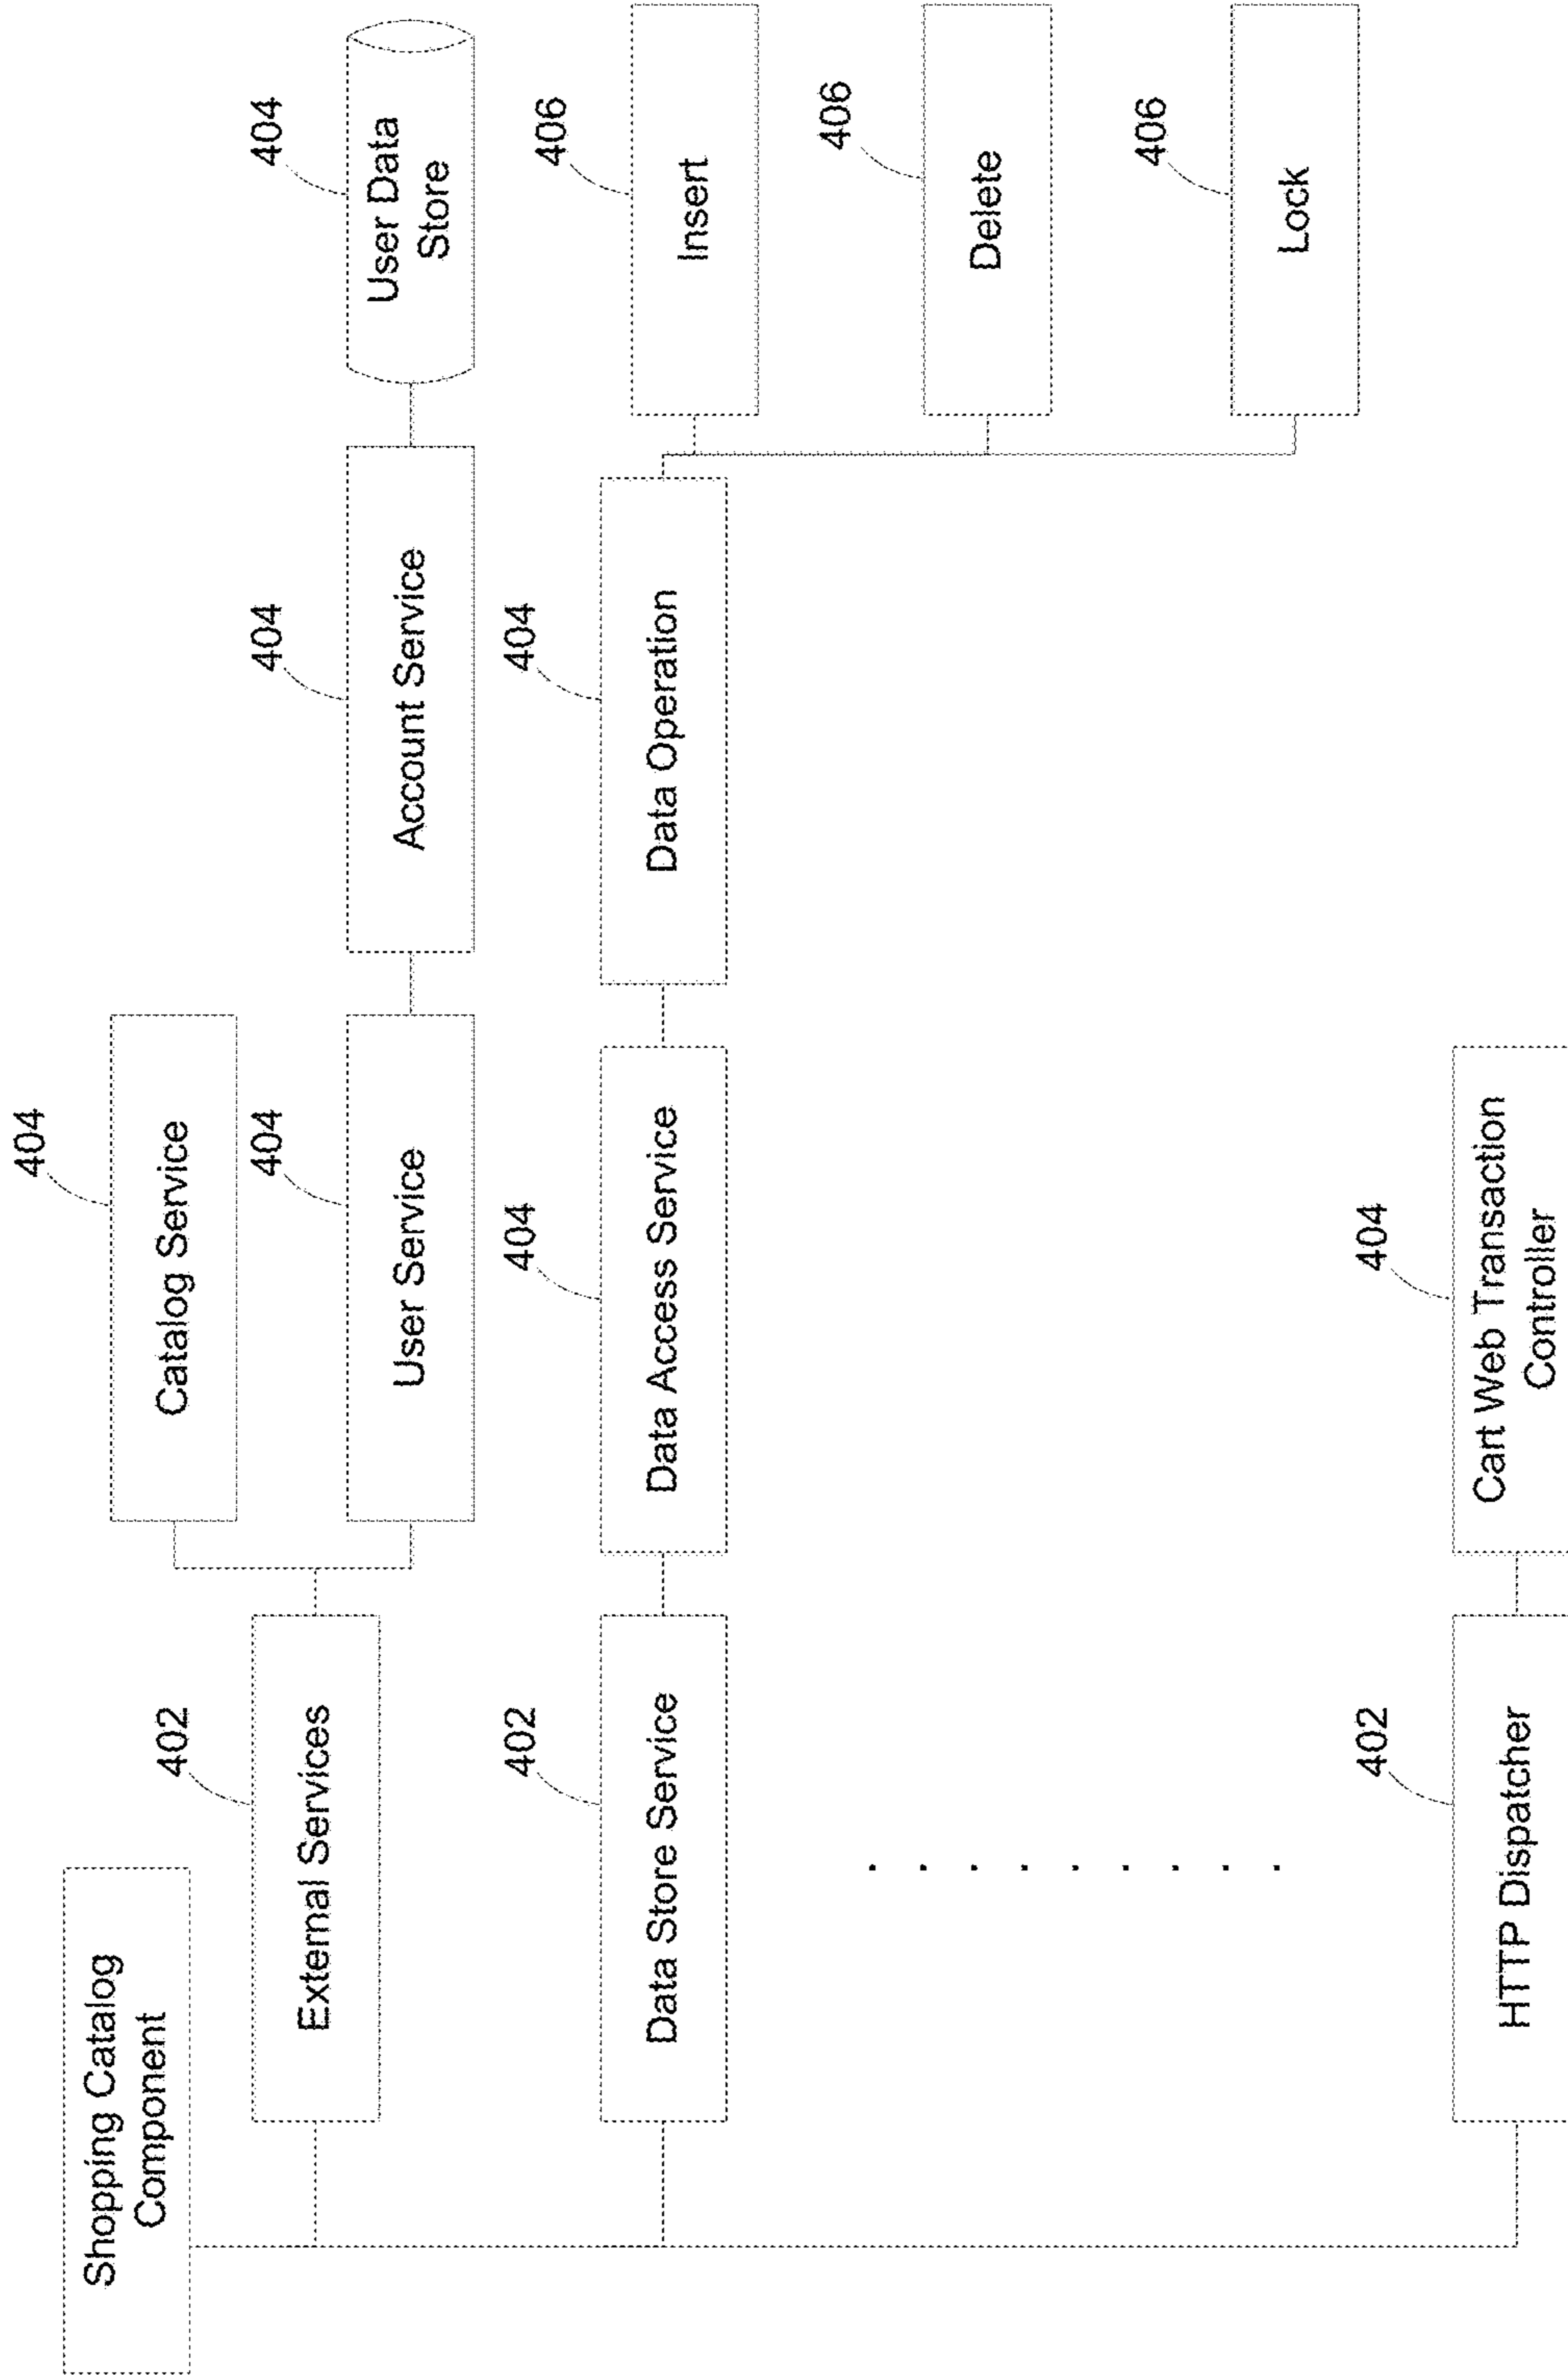 Shopping Catalog
Component
402
External Services
404
Catalog Service
404
User Service
404
Account Service
404
User Data
Store
402
Data Store Service
404
Data Access Service
404
Data Operation
406
Insert
406
Delete
406
Lock
402
HTTP Dispatcher
404
Cart Web Transaction
Controller